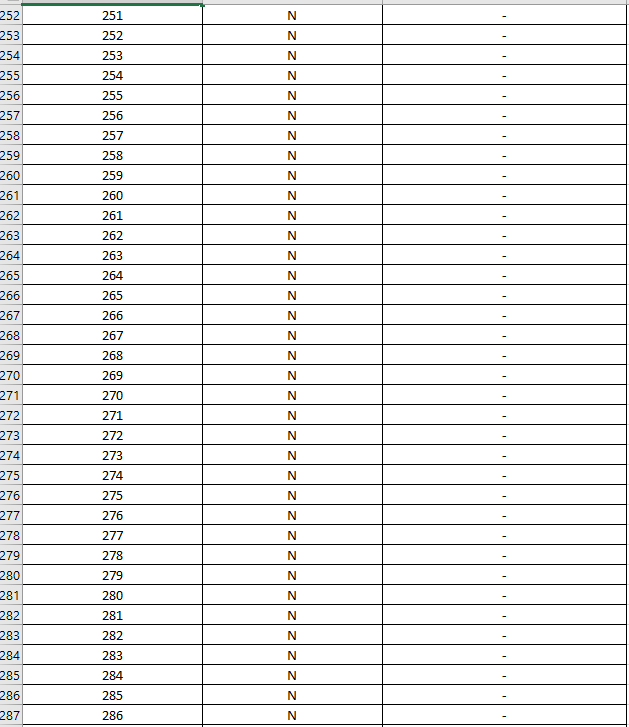 252 251 N -
253 252 N -
254 253 N -
255 254 N -
256 255 N -
257 256 N -
258 257 N -
259 258 N -
260 259 N -
261 260 N -
262 261 N -
263 262 N -
264 263 N -
265 264 N -
266 265 N -
267 266 N -
268 267 N -
269 268 N -
270 269 N -
271 270 N -
272 271 N -
273 272 N -
274 273 N -
275 274 N -
276 275 N -
277 276 N -
278 277 N -
279 278 N -
280 279 N -
281 280 N -
282 281 N -
283 282 N -
284 283 N -
285 284 N -
286 285 N -
287 286 N -